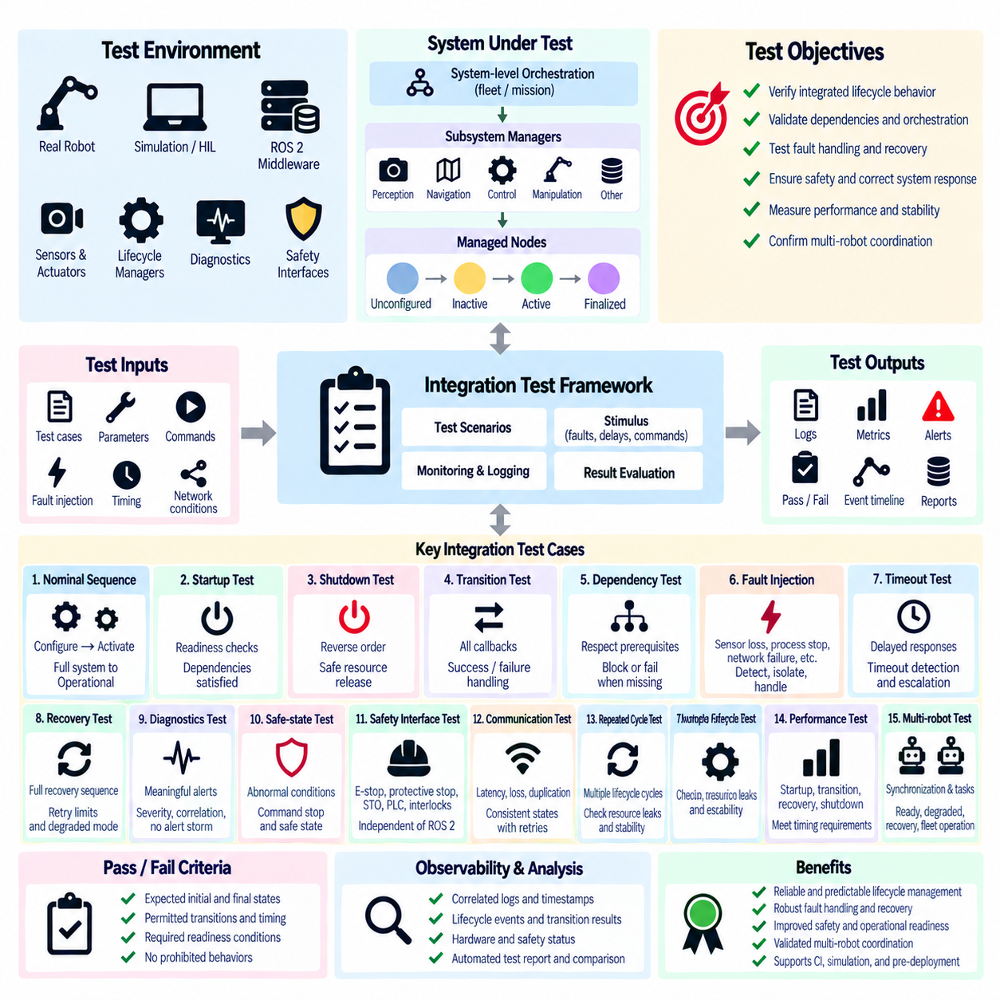 Test Environment
Real Robot
Simulation / HIL
ROS 2
Middleware
Sensors &
Actuators
Lifecycle
Managers
Diagnostics
Safety
Interfaces
System Under Test
System-level Orchestration
(fleet / mission)
Subsystem Managers
Perception
Navigation
Control
Manipulation
Other
Managed Nodes
Unconfigured
Inactive
Active
Finalized
Test Objectives
Verify integrated lifecycle behavior
Validate dependencies and orchestration
Test fault handling and recovery
Ensure safety and correct system response
Measure performance and stability
Confirm multi-robot coordination
Test Inputs
Test cases
Parameters
Commands
Fault injection
Timing
Network
conditions
Integration Test Framework
Test Scenarios
Stimulus
(faults, delays, commands)
Monitoring & Logging
Result Evaluation
Test Outputs
Logs
Metrics
Alerts
Pass / Fail
Event timeline
Reports
Key Integration Test Cases
1. Nominal Sequence
Configure → Activate
Full system to
Operational
2. Startup Test
Readiness checks
Dependencies
satisfied
3. Shutdown Test
Reverse order
Safe resource
release
4. Transition Test
All callbacks
Success / failure
handling
5. Dependency Test
Respect prerequisites
Block or fail
when missing
6. Fault Injection
Sensor loss, process stop,
network failure, etc.
Detect, isolate,
handle
7. Timeout Test
Delayed responses
Timeout detection
and escalation
8. Recovery Test
Full recovery sequence
Retry limits
and degraded mode
9. Diagnostics Test
Meaningful alerts
Severity, correlation,
no alert storm
10. Safe-state Test
Abnormal conditions
Command stop
and safe state
11. Safety Interface Test
E-stop, protective stop,
STO, PLC, interlocks
Independent of ROS 2
12. Communication Test
Latency, loss, duplication
Consistent states
with retries
13. Repeated Cycle Test
Multiple lifecycle cycles
Check resource leaks
and stability
leaks
and
14. Performance Test
Startup, transition,
recovery, shutdown
Meet timing requirements
15. Multi-robot Test
Synchronization & tasks
Ready, degraded,
recovery, fleet operation
Pass / Fail Criteria
Expected initial and final states
Permitted transitions and timing
Required readiness conditions
No prohibited behaviors
Observability & Analysis
Correlated logs and timestamps
Lifecycle events and transition results
Hardware and safety status
Automated test report and comparison
Benefits
Reliable and predictable lifecycle management
Robust fault handling and recovery
Improved safety and operational readiness
Validated multi-robot coordination
Supports CI, simulation, and pre-deployment